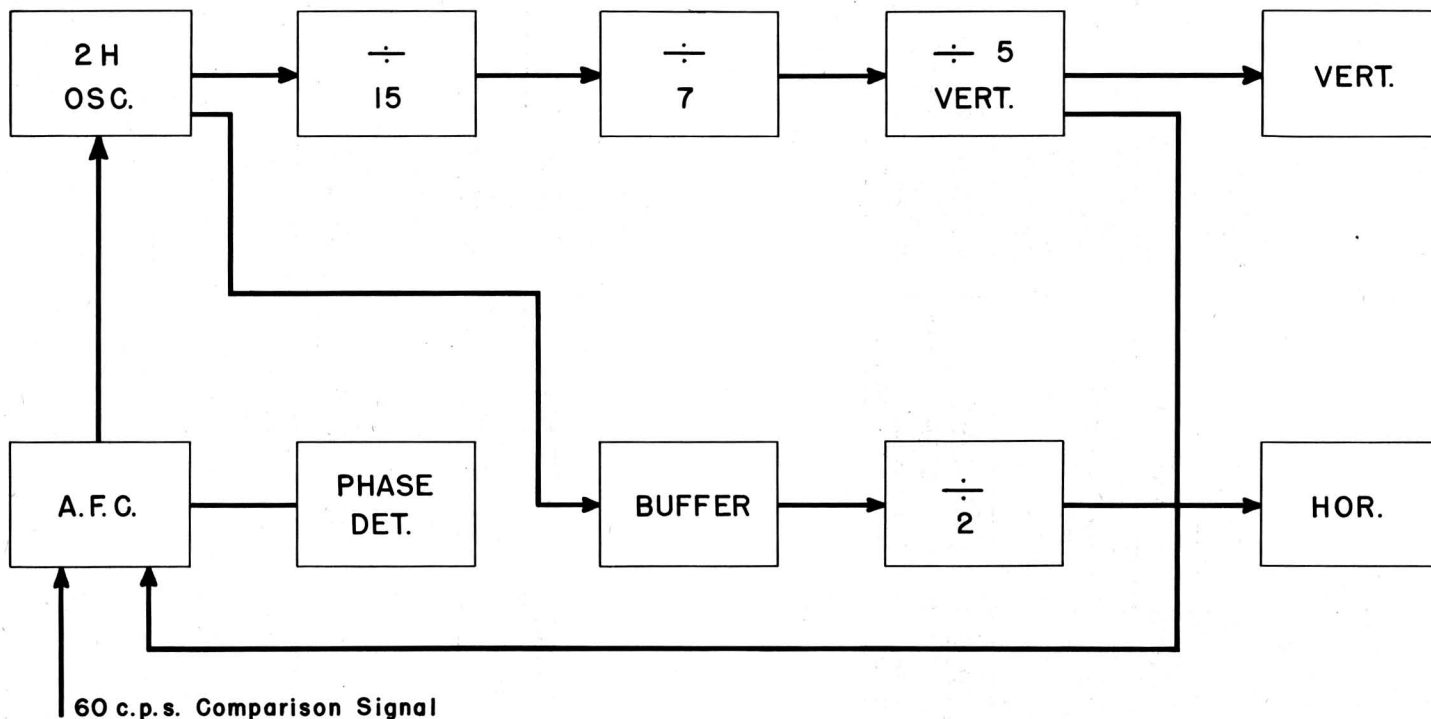 2 H
OSC.
÷
15
÷
7
÷ 5
VERT.
VERT.
A.F.C.
PHASE
DET.
BUFFER
÷
2
HOR.
60 c.p.s. Comparison Signal